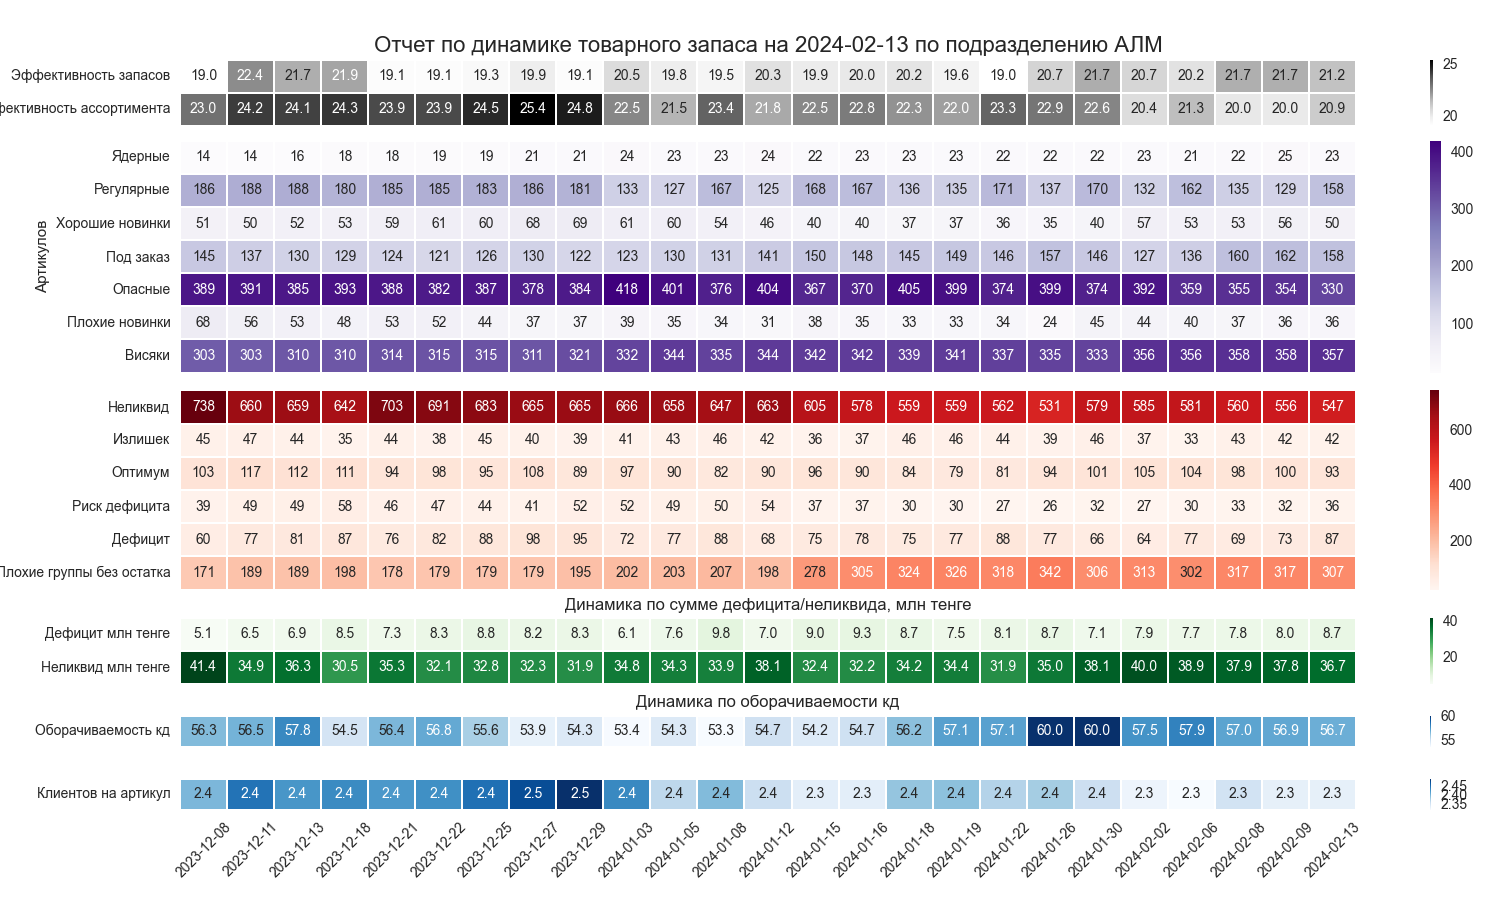 Отчет по динамике товарного запаса на 2024-02-13 по подразделению АЛМ
Эффективность запасов 19.0 22.4 21.7 21.9 19.1 19.1 19.3 19.9 19.1 20.5 19.8 19.5 20.3 19.9 20.0 20.2 19.6 19.0 20.7 21.7 20.7 20.2 21.7 21.7 21.2
фективность ассортимента 23.0 24.2 24.1 24.3 23.9 23.9 24.5 25.4 24.8 22.5 21.5 23.4 21.8 22.5 22.8 22.3 22.0 23.3 22.9 22.6 20.4 21.3 20.0 20.0 20.9
25
20
Артикулов
Ядерные 14 14 16 18 18 19 19 21 21 24 23 23 24 22 23 23 23 22 22 22 23 21 22 25 23
Регулярные 186 188 188 180 185 185 183 186 181 133 127 167 125 168 167 136 135 171 137 170 132 162 135 129 158
Хорошие новинки 51 50 52 53 59 61 60 68 69 61 60 54 46 40 40 37 37 36 35 40 57 53 53 56 50
Под заказ 145 137 130 129 124 121 126 130 122 123 130 131 141 150 148 145 149 146 157 146 127 136 160 162 158
Опасные 389 391 385 393 388 382 387 378 384 418 401 376 404 367 370 405 399 374 399 374 392 359 355 354 330
Плохие новинки 68 56 53 48 53 52 44 37 37 39 35 34 31 38 35 33 33 34 24 45 44 40 37 36 36
Висяки 303 303 310 310 314 315 315 311 321 332 344 335 344 342 342 339 341 337 335 333 356 356 358 358 357
400
300
200
100
Неликвид 738 660 659 642 703 691 683 665 665 666 658 647 663 605 578 559 559 562 531 579 585 581 560 556 547
Излишек 45 47 44 35 44 38 45 40 39 41 43 46 42 36 37 46 46 44 39 46 37 33 43 42 42
Оптимум 103 117 112 111 94 98 95 108 89 97 90 82 90 96 90 84 79 81 94 101 105 104 98 100 93
Риск дефицита 39 49 49 58 46 47 44 41 52 52 49 50 54 37 37 30 30 27 26 32 27 30 33 32 36
Дефицит 60 77 81 87 76 82 88 98 95 72 77 88 68 75 78 75 77 88 77 66 64 77 69 73 87
Плохие группы без остатка 171 189 189 198 178 179 179 179 195 202 203 207 198 278 305 324 326 318 342 306 313 302 317 317 307
600
400
200
Динамика по сумме дефицита/неликвида, млн тенге
Дефицит млн тенге 5.1 6.5 6.9 8.5 7.3 8.3 8.8 8.2 8.3 6.1 7.6 9.8 7.0 9.0 9.3 8.7 7.5 8.1 8.7 7.1 7.9 7.7 7.8 8.0 8.7
Неликвид млн тенге 41.4 34.9 36.3 30.5 35.3 32.1 32.8 32.3 31.9 34.8 34.3 33.9 38.1 32.4 32.2 34.2 34.4 31.9 35.0 38.1 40.0 38.9 37.9 37.8 36.7
40
20
Динамика по оборачиваемости кд
Оборачиваемость кд 56.3 56.5 57.8 54.5 56.4 56.8 55.6 53.9 54.3 53.4 54.3 53.3 54.7 54.2 54.7 56.2 57.1 57.1 60.0 60.0 57.5 57.9 57.0 56.9 56.7
60
55
Клиентов на артикул 2.4 2.4 2.4 2.4 2.4 2.4 2.4 2.5 2.5 2.4 2.4 2.4 2.4 2.3 2.3 2.4 2.4 2.4 2.4 2.4 2.3 2.3 2.3 2.3 2.3
2.45
2.40
2.35
2023-12-08 2023-12-11 2023-12-13 2023-12-18 2023-12-21 2023-12-22 2023-12-25 2023-12-27 2023-12-29 2024-01-03 2024-01-05 2024-01-08 2024-01-12 2024-01-15 2024-01-16 2024-01-18 2024-01-19 2024-01-22 2024-01-26 2024-01-30 2024-02-02 2024-02-06 2024-02-08 2024-02-09 2024-02-13